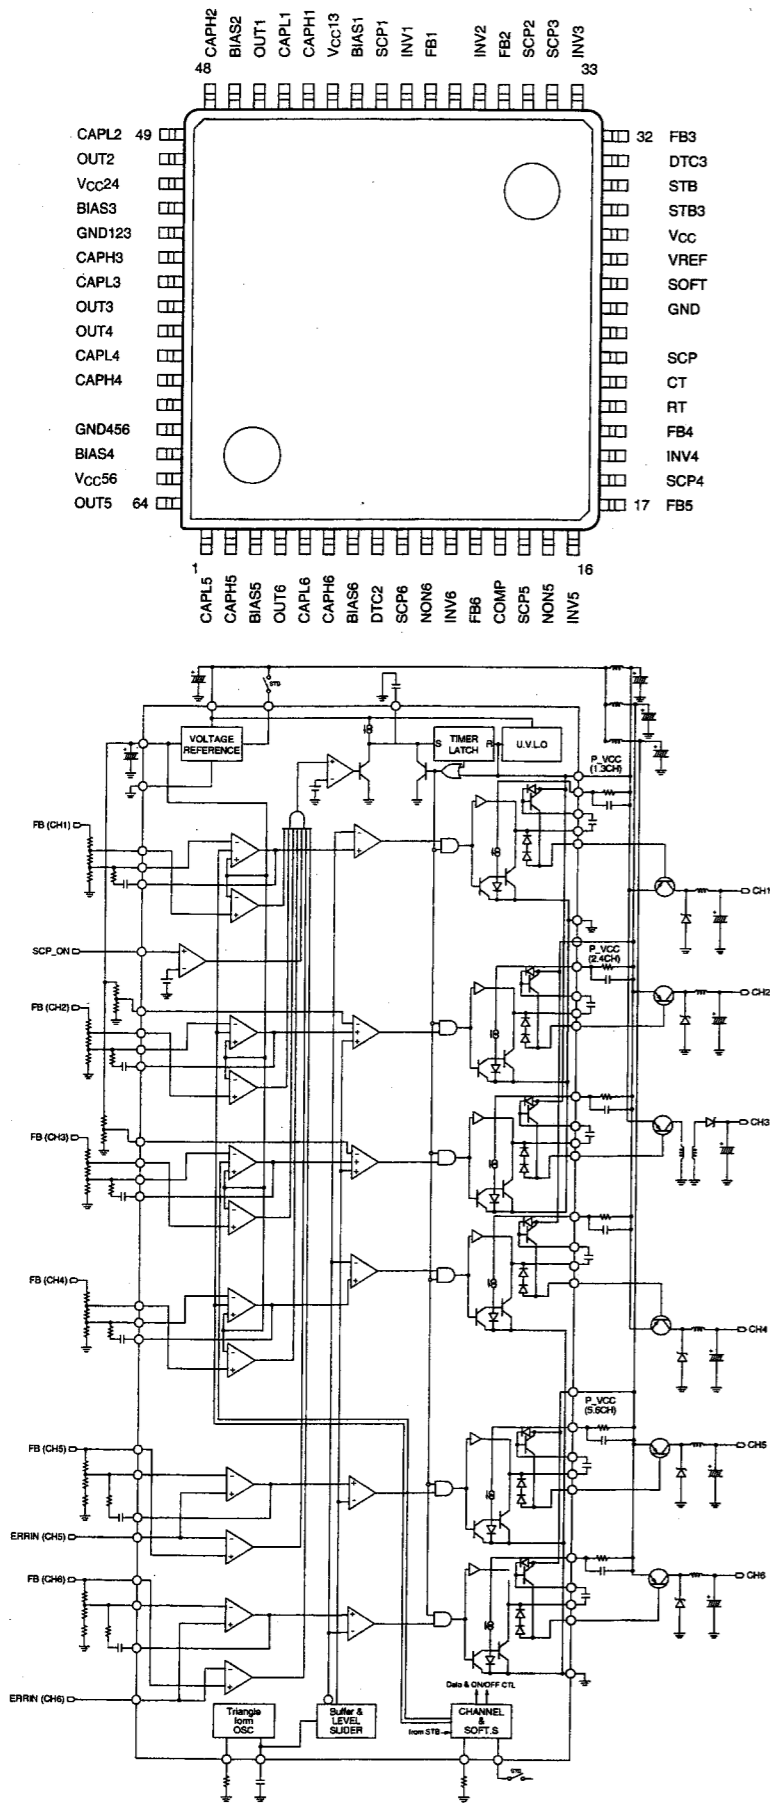 CAPH2
BIAS2
OUT1
CAPL1
CAPH1
VCC13
BIAS1
SCP1
INV1
FB1
INV2
FB2
SCP2
SCP3
INV3
48
33
CAPL2 49
OUT2
VCC24
BIAS3
GND123
CAPH3
CAPL3
OUT3
OUT4
CAPL4
CAPH4
GND456
BIAS4
VCC56
OUT5 64
32 FB3
DTC3
STB
STB3
VCC
VREF
SOFT
GND
SCP
CT
RT
FB4
INV4
SCP4
17 FB5
1
16
CAPL5
CAPH5
BIAS5
OUT6
CAPL6
CAPH6
BIAS6
DTC2
SCP6
NON6
INV6
FB6
COMP
SCP5
NON5
INV5
STB
VOLTAGE
REFERENCE
S
TIMER
LATCH
R
U.V.L.O
P_VCC
(1.3CH)
FB (CH1)
CH1
SCP_ON
P_VCC
(2.4CH)
FB (CH2)
CH2
FB (CH3)
CH3
FB (CH4)
CH4
P_VCC
(5.6CH)
FB (CH5)
CH5
ERRIN (CH5)
FB (CH6)
CH6
ERRIN (CH6)
Data & ON/OFF CTL
Triangle
form
OSC
Buffer &
LEVEL
SLIDER
from STB
CHANNEL
&
SOFT.S
STB